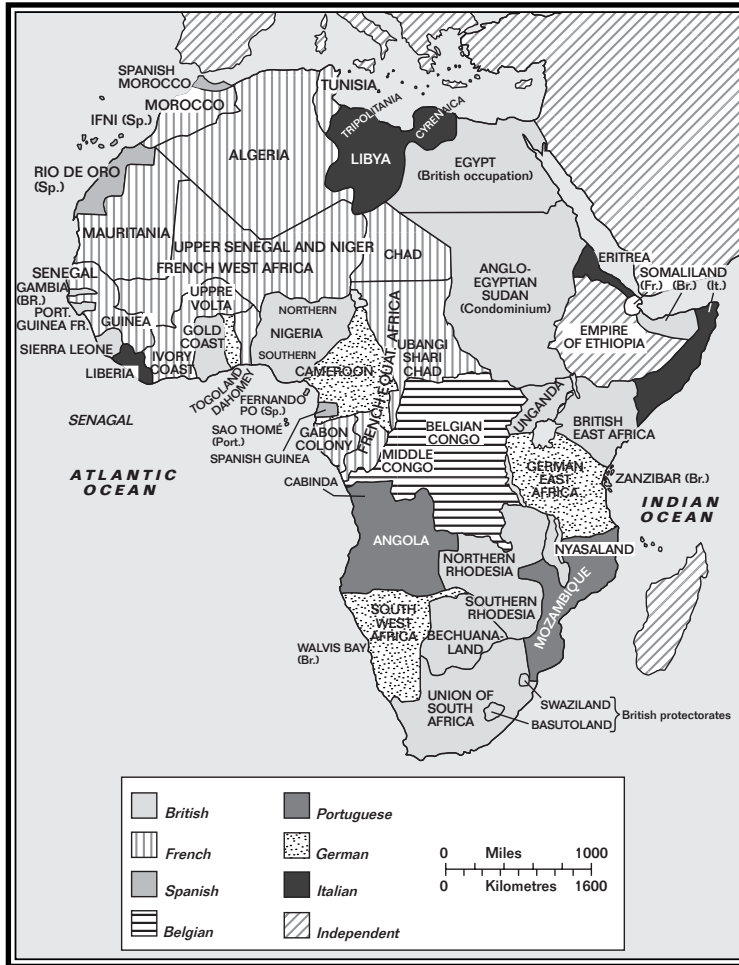 SPANISH
MOROCCO
MOROCCO
IFNI (Sp.)
TUNISIA
TRIPOLITANIA
CYRENAICA
RIO DE ORO
(Sp.)
ALGERIA
LIBYA
EGYPT
(British occupation)
MAURITANIA
UPPER SENEGAL AND NIGER
FRENCH WEST AFRICA
CHAD
ANGLO-
EGYPTIAN
SUDAN
(Condominium)
ERITREA
SOMALILAND
(Fr.) (Br.) (It.)
SENEGAL
GAMBIA
(BR.)
PORT.
GUINEA FR.
GUINEA
UPPRE
VOLTA
GOLD
COAST
NORTHERN
NIGERIA
SOUTHERN
CAMEROON
FRENCH EQUAT. AFRICA
UBANGI
SHARI
CHAD
EMPIRE
OF ETHIOPIA
SIERRA LEONE
LIBERIA
IVORY
COAST
TOGOLAND
DAHOMEY
FERNANDO
PO (Sp.)
SAO THOMÉ
(Port.)
SPANISH GUINEA
SENAGAL
GABON
COLONY
MIDDLE
CONGO
BELGIAN
CONGO
UNGANDA
BRITISH
EAST AFRICA
ATLANTIC
OCEAN
CABINDA
GERMAN
EAST
AFRICA
ZANZIBAR (Br.)
INDIAN
OCEAN
ANGOLA
NORTHERN
RHODESIA
NYASALAND
SOUTH
WEST
AFRICA
SOUTHERN
RHODESIA
MOZAMBIQUE
WALVIS BAY
(Br.)
BECHUANA-
LAND
UNION OF
SOUTH
AFRICA
SWAZILAND
BASUTOLAND
British protectorates
British
French
Spanish
Belgian
Portuguese
German
Italian
Independent
0 Miles 1000
0 Kilometres 1600